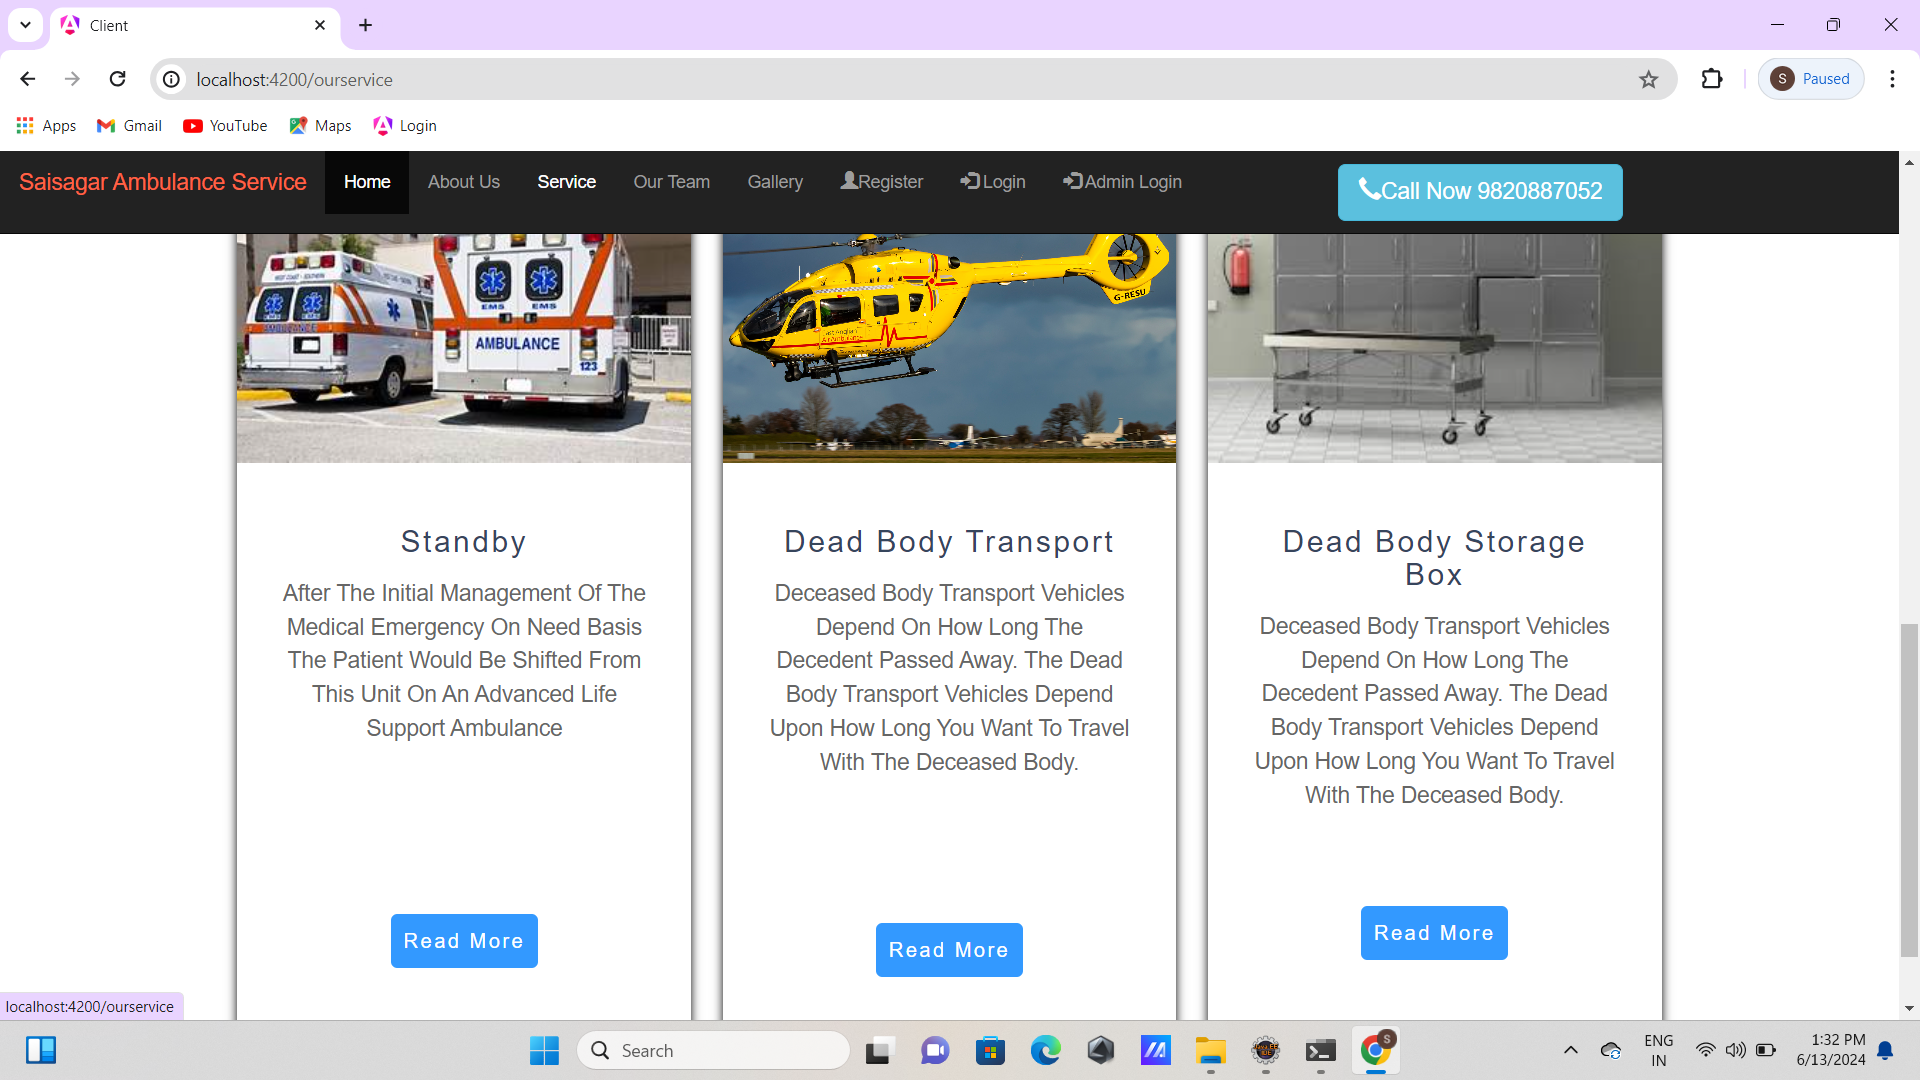 Client
localhost:4200/ourservice
S Paused
Apps Gmail YouTube Maps Login
Saisagar Ambulance Service Home About Us Service Our Team Gallery Register Login Admin Login Call Now 9820887052
AMBULANCE
EMS EMS
AMBULANCE
123
East Anglian
Air Ambulance
G-RESU
Standby
After The Initial Management Of The
Medical Emergency On Need Basis
The Patient Would Be Shifted From
This Unit On An Advanced Life
Support Ambulance
Read More
Dead Body Transport
Deceased Body Transport Vehicles
Depend On How Long The
Decedent Passed Away. The Dead
Body Transport Vehicles Depend
Upon How Long You Want To Travel
With The Deceased Body.
Read More
Dead Body Storage
Box
Deceased Body Transport Vehicles
Depend On How Long The
Decedent Passed Away. The Dead
Body Transport Vehicles Depend
Upon How Long You Want To Travel
With The Deceased Body.
Read More
localhost:4200/ourservice
Search
S
ENG
IN
1:32 PM
6/13/2024